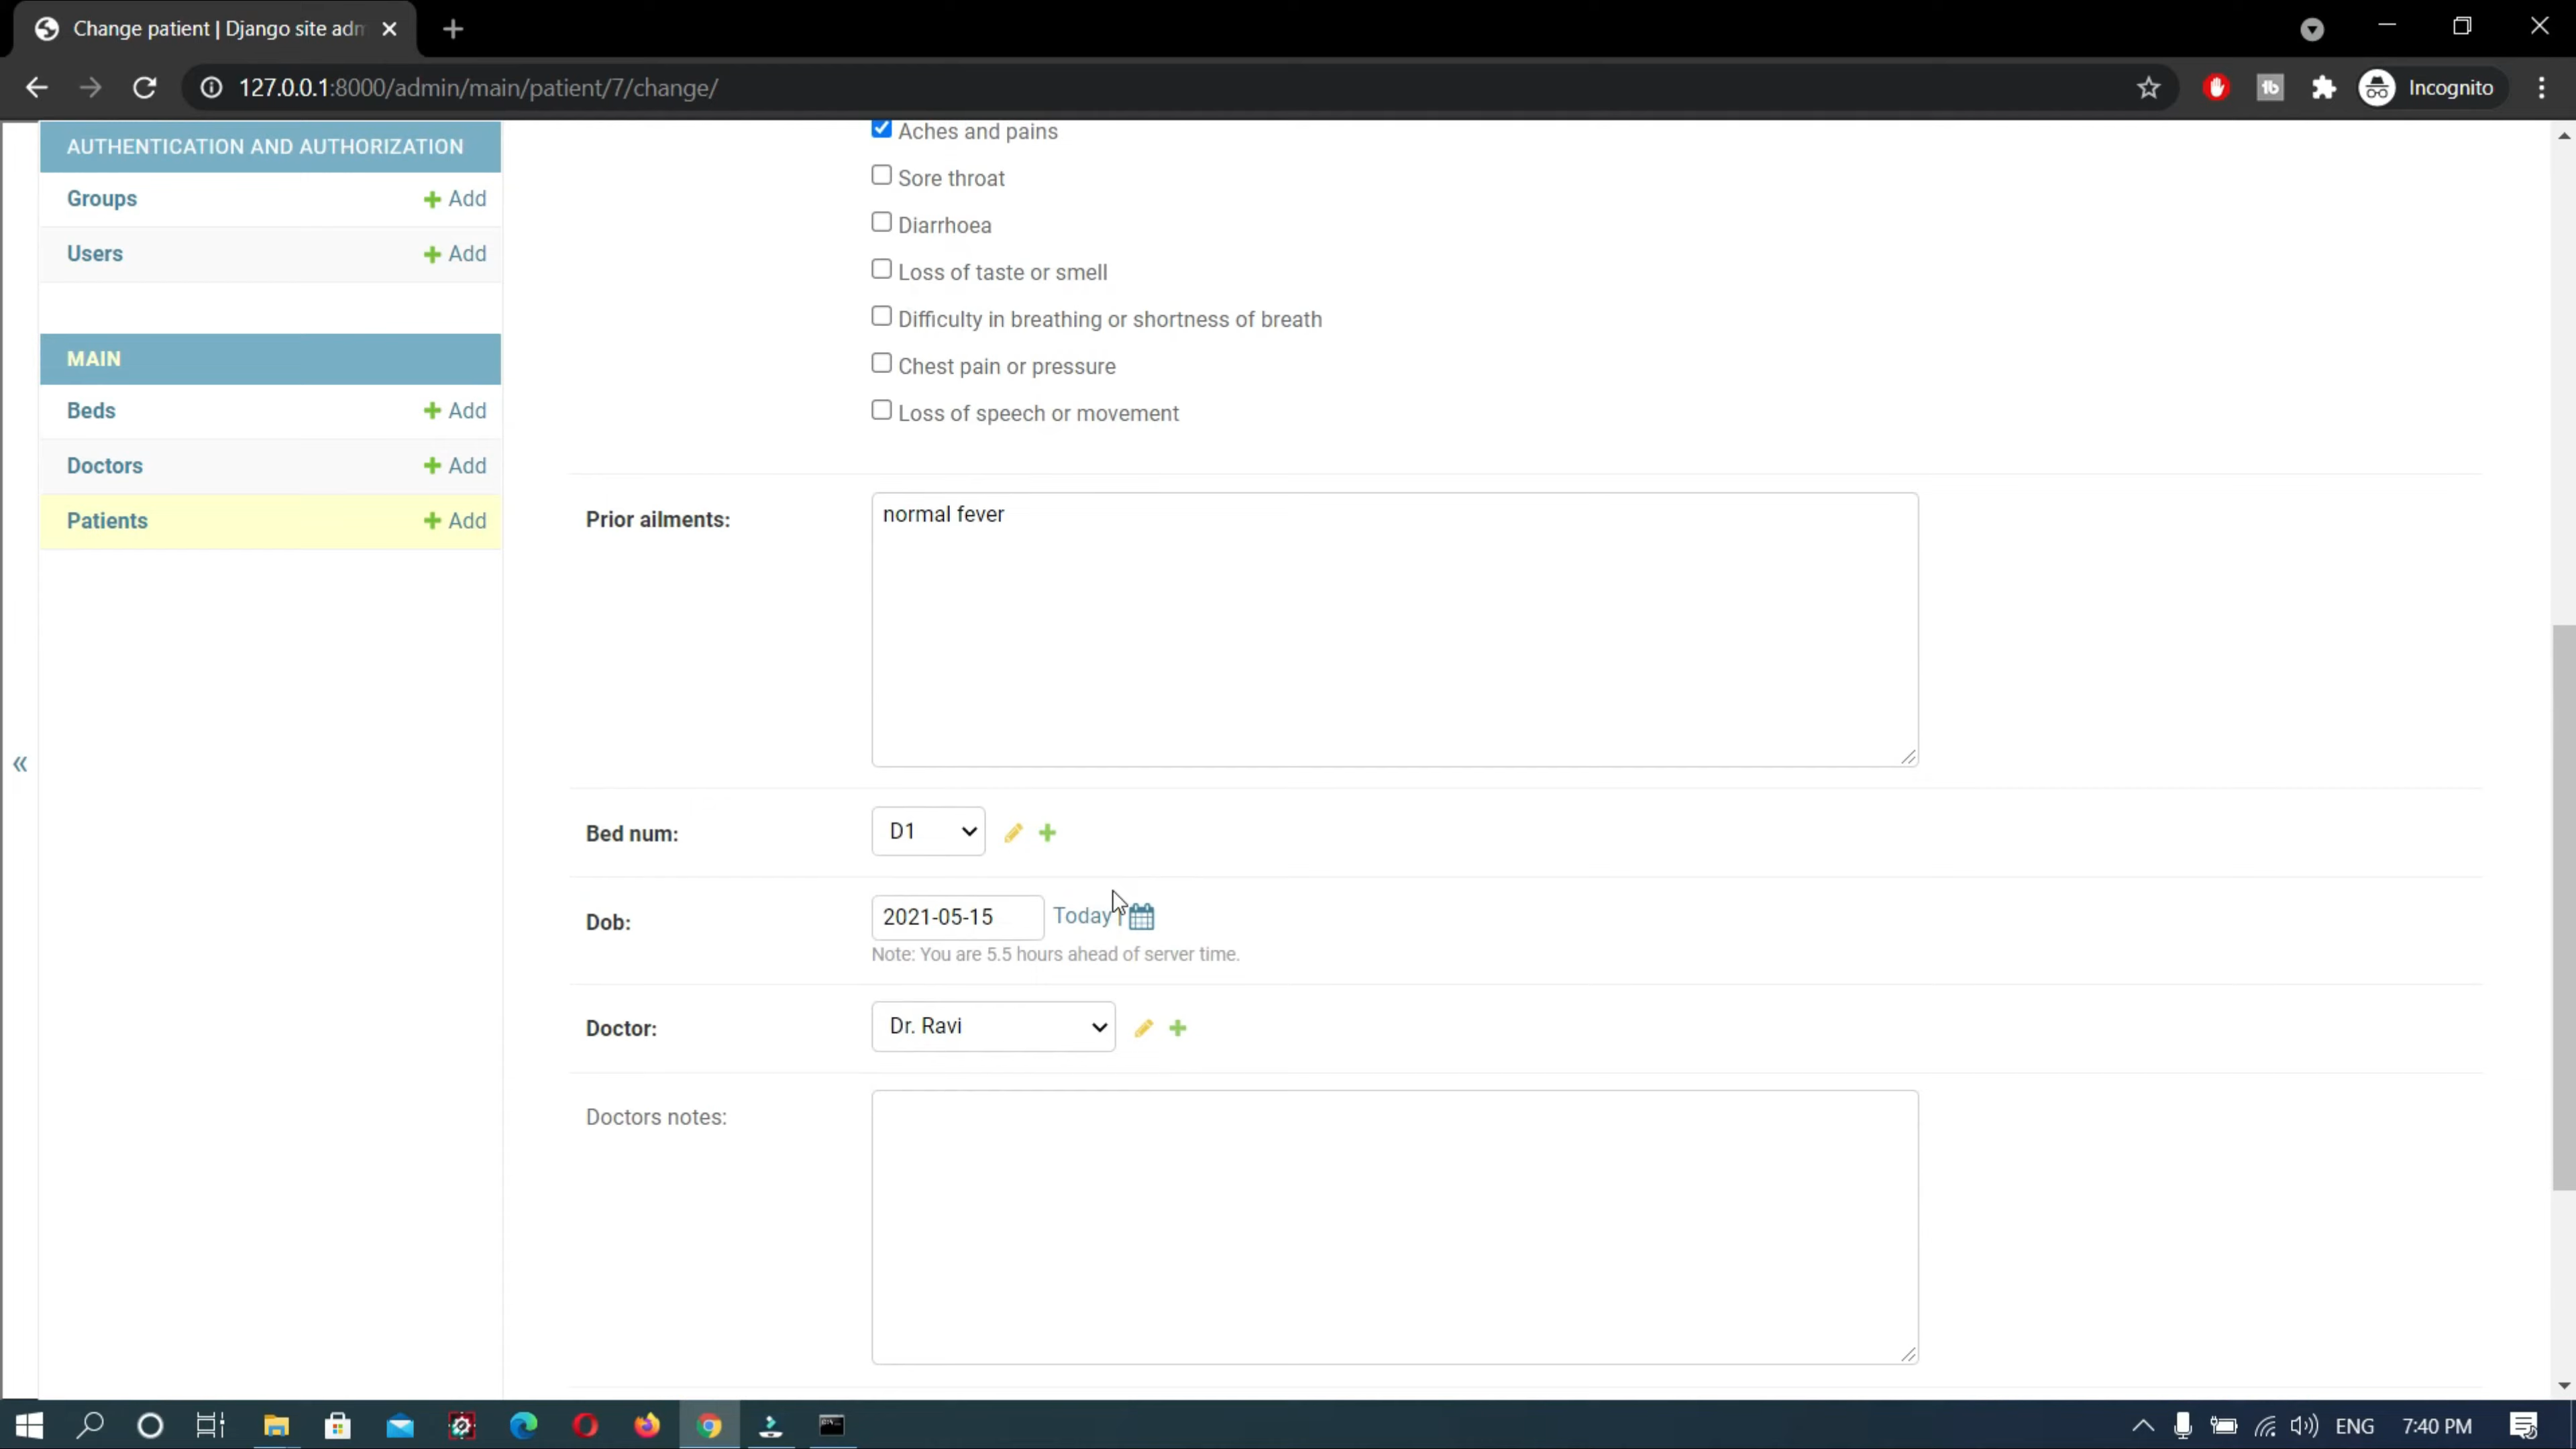 Change patient | Django site adm
127.0.0.1:8000/admin/main/patient/7/change/
Incognito
AUTHENTICATION AND AUTHORIZATION
Groups Add
Users Add
MAIN
Beds Add
Doctors Add
Patients Add
Aches and pains
Sore throat
Diarrhoea
Loss of taste or smell
Difficulty in breathing or shortness of breath
Chest pain or pressure
Loss of speech or movement
Prior ailments:
normal fever
Bed num:
D1
Dob:
2021-05-15
Today |
Note: You are 5.5 hours ahead of server time.
Doctor:
Dr. Ravi
Doctors notes:
ENG
7:40 PM